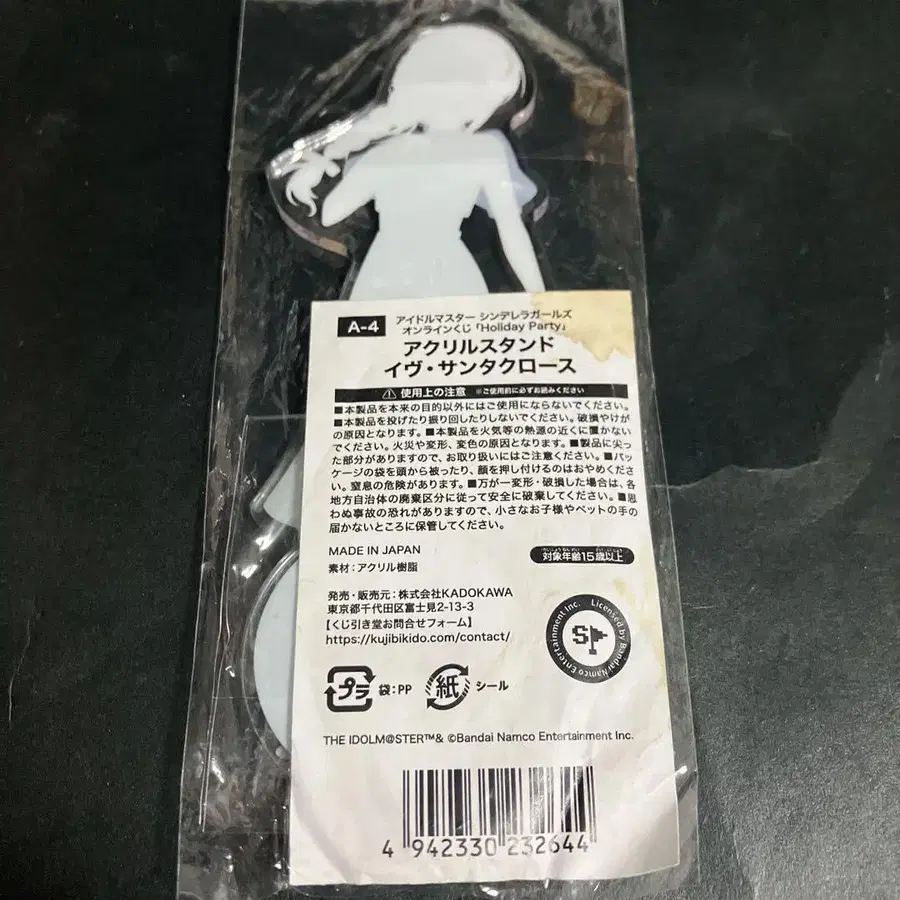 A-4
アイドルマスター シンデレラガールズ
オンラインくじ「Holiday Party」
アクリルスタンド
イヴ・サンタクロース
使用上の注意 ※ご使用前に必ずお読みください
■本製品を本来の目的以外にはご使用にならないでください。
■本製品を投げたり振り回したりしないでください。破損やけが
の原因となります。■本製品を火気等の熱源の近くに置かない
でください。火災や変形、変色の原因となります。■製品に尖っ
た部分がありますので、お取り扱いにはご注意ください。■パッ
ケージの袋を頭から被ったり、顔を押し付けるのはおやめくださ
い。窒息の危険があります。■万が一変形・破損した場合は、各
地方自治体の廃棄区分に従って安全に破棄してください。■思
わぬ事故の恐れがありますので、小さなお子様やペットの手の
届かないところに保管してください。
MADE IN JAPAN
素材:アクリル樹脂
対象年齢15歳以上
発売・販売元:株式会社KADOKAWA
東京都千代田区富士見2-13-3
【くじ引き堂お問合せフォーム】
https://kujibikido.com/contact/
Licensed by Bandai Namco Entertainment Inc.
SP
プラ 袋:PP 紙 シール
THE IDOLM@STER™& ©Bandai Namco Entertainment Inc.
4 942330 232644